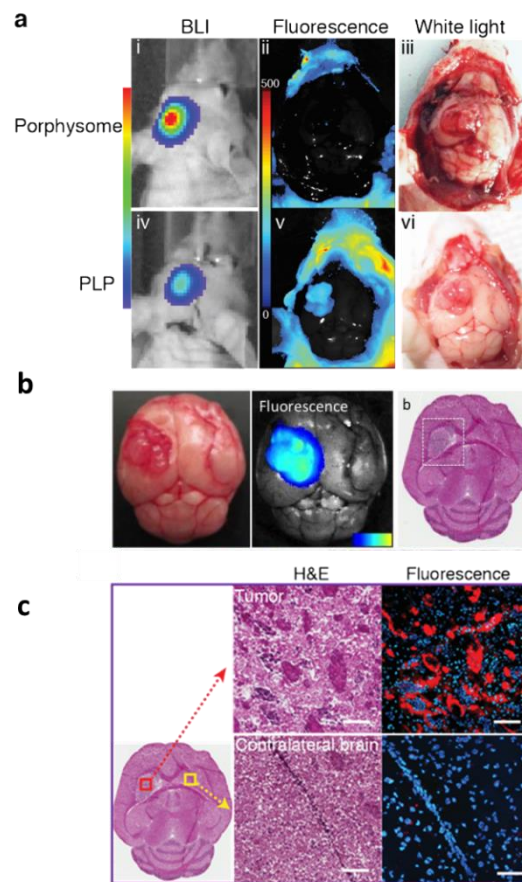 a
BLI Fluorescence White light
i ii iii
500
Porphysome
iv v vi
PLP
0
b
Fluorescence b
H&E Fluorescence
c
Tumor
Contralateral brain